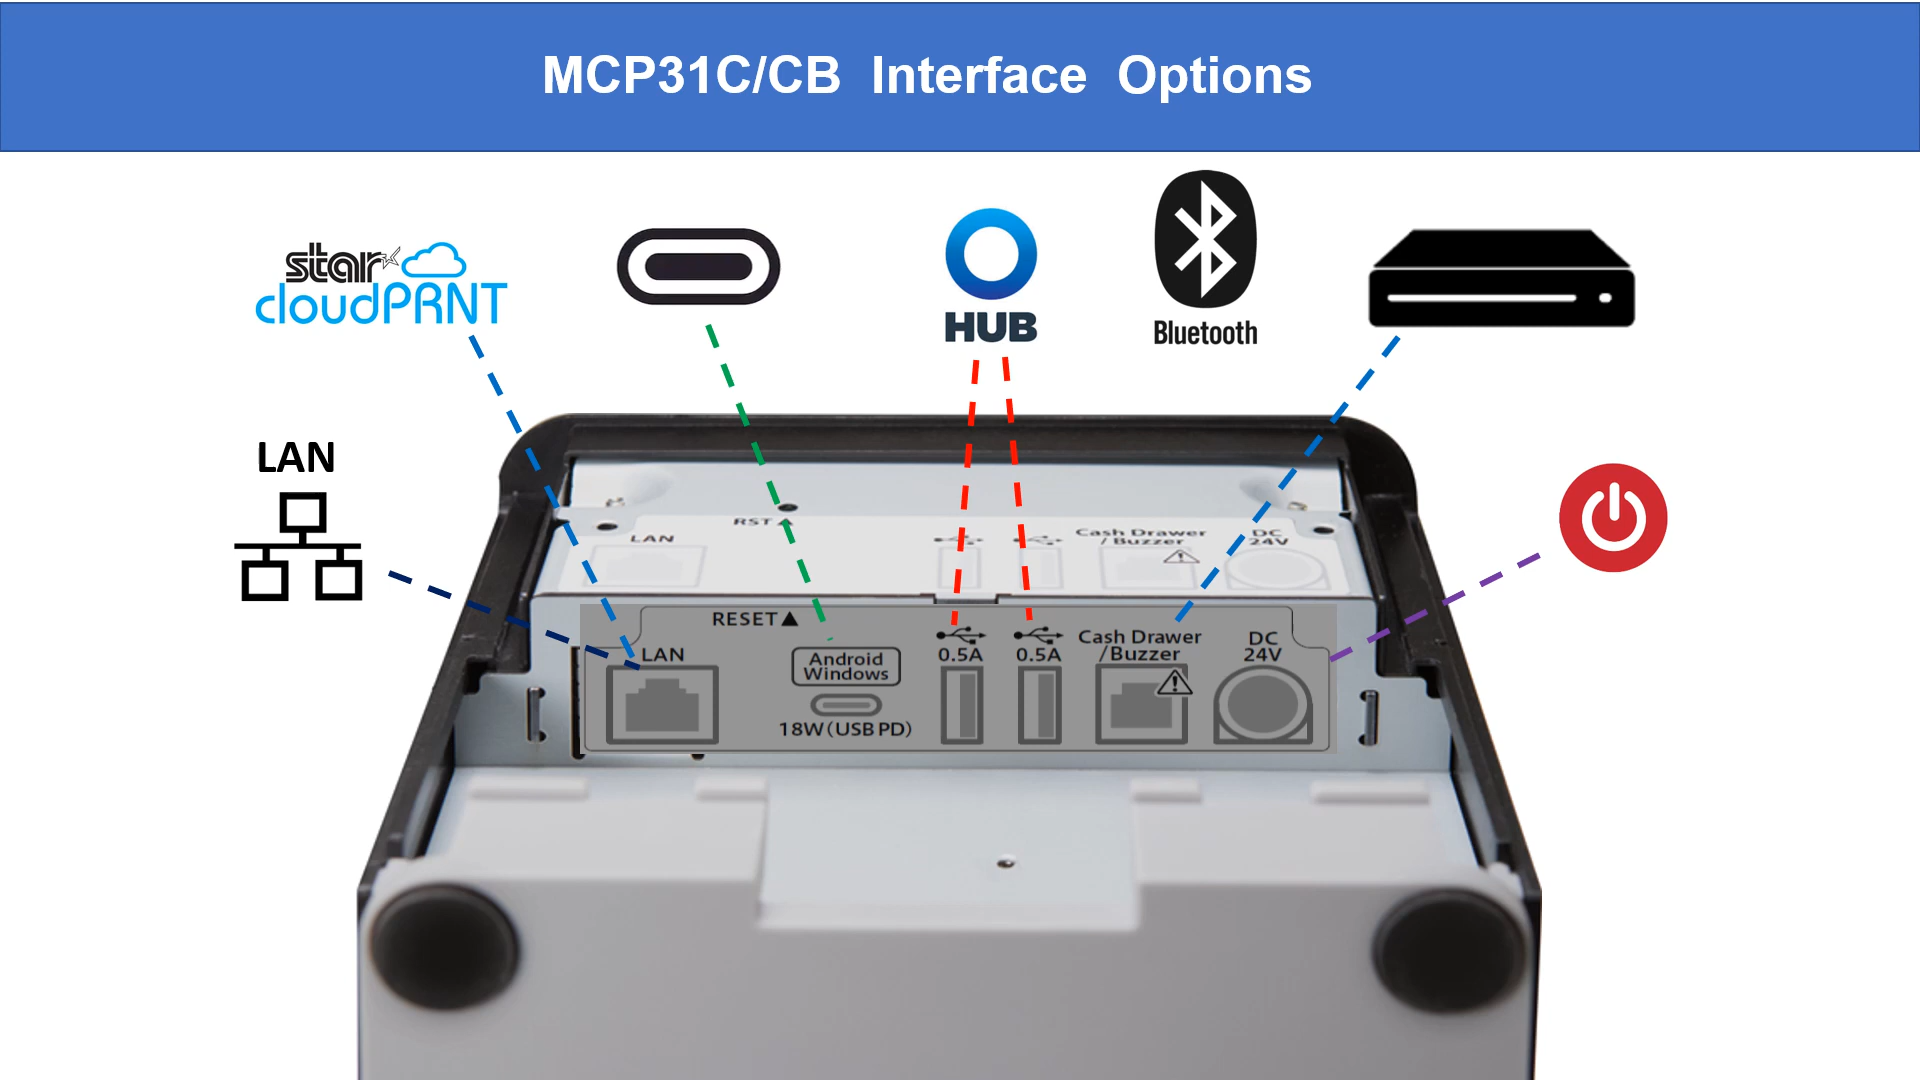 MCP31C/CB Interface Options
star
cloudPRNT
HUB
Bluetooth
LAN
RST▲
LAN
Cash Drawer
/Buzzer
DC
24V
RESET▲
LAN
Android
Windows
18W(USB PD)
0.5A
0.5A
Cash Drawer
/Buzzer
DC
24V